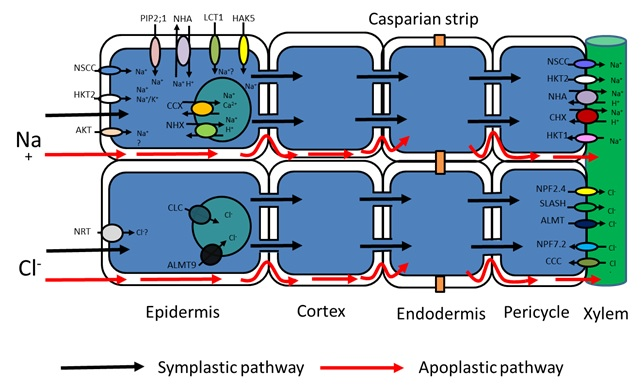 Casparian strip
PIP2;1 NHA LCT1 HAK5
NSCC Na⁺
Na⁺ Na⁺ H⁺ Na⁺? Na⁺
HKT2 Na⁺
Na⁺/K⁺
CCX Na⁺
Ca²⁺
NHX Na⁺
H⁺
AKT Na⁺
?
Na
+
NSCC Na⁺
HKT2 Na⁺
NHA Na⁺
H⁺
CHX Na⁺
H⁺
HKT1 Na⁺
NRT Cl⁻?
CLC Cl⁻
Cl⁻
ALMT9
Cl⁻
NPF2.4 Cl⁻
SLASH Cl⁻
ALMT Cl⁻
NPF7.2 Cl⁻
CCC Cl
Epidermis Cortex Endodermis Pericycle Xylem
Symplastic pathway Apoplastic pathway